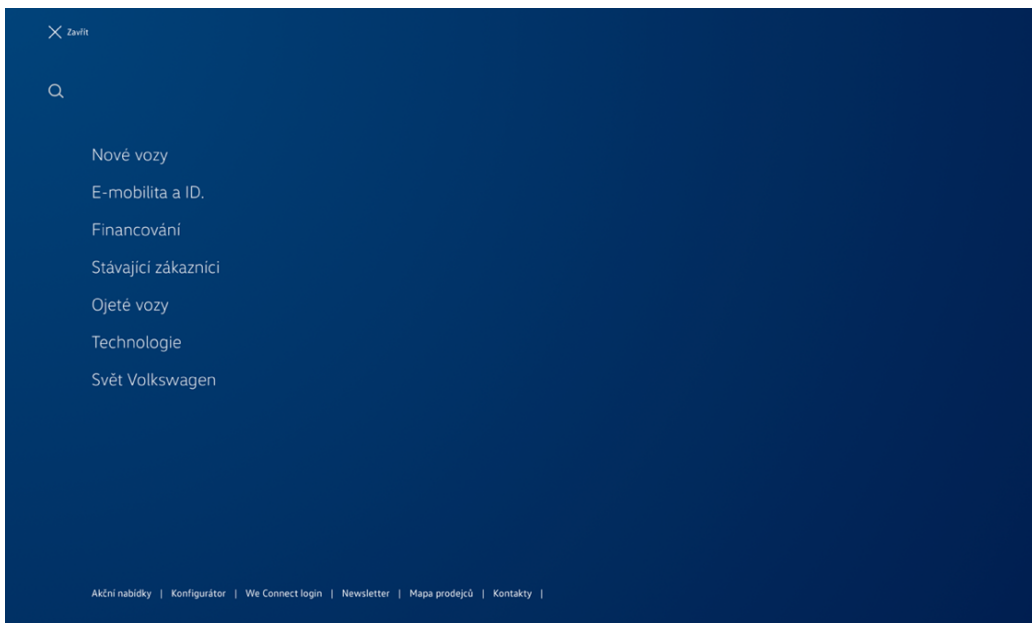 Zavřít
Nové vozy
E-mobilita a ID.
Financování
Stávající zákazníci
Ojeté vozy
Technologie
Svět Volkswagen
Akční nabídky | Konfigurátor | We Connect login | Newsletter | Mapa prodejců | Kontakty |